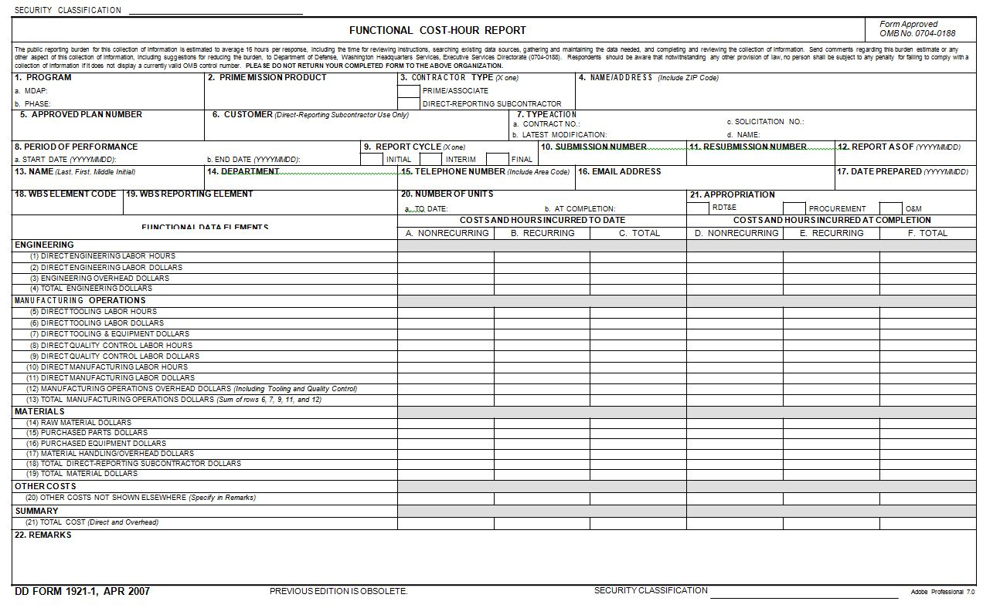 SECURITY CLASSIFICATION
FUNCTIONAL COST-HOUR REPORT
Form Approved
OMB No. 0704-0188
The public reporting burden for this collection of information is estimated to average 16 hours per response, including the time for reviewing instructions, searching existing data sources, gathering and maintaining the data needed, and completing and reviewing the collection of information. Send comments regarding this burden estimate or any
other aspect of this collection of information, including suggestions for reducing the burden, to Department of Defense, Washington Headquarters Services, Executive Services Directorate (0704-0188). Respondents should be aware that notwithstanding any other provision of law, no person shall be subject to any penalty for failing to comply with a
collection of information if it does not display a currently valid OMB control number. PLEASE DO NOT RETURN YOUR COMPLETED FORM TO THE ABOVE ORGANIZATION.
1. PROGRAM
a. MDAP:
b. PHASE:
2. PRIME MISSION PRODUCT
3. CONTRACTOR TYPE (X one)
PRIME/ASSOCIATE
DIRECT-REPORTING SUBCONTRACTOR
4. NAME/ADDRESS (Include ZIP Code)
5. APPROVED PLAN NUMBER
6. CUSTOMER (Direct-Reporting Subcontractor Use Only)
7. TYPE ACTION
a. CONTRACT NO.:
c. SOLICITATION NO.:
b. LATEST MODIFICATION:
d. NAME:
8. PERIOD OF PERFORMANCE
a. START DATE (YYYYMMDD):
b. END DATE (YYYYMMDD):
9. REPORT CYCLE (X one)
INITIAL
INTERIM
FINAL
10. SUBMISSION NUMBER
11. RESUBMISSION NUMBER
12. REPORT AS OF (YYYYMMDD)
13. NAME (Last, First, Middle Initial)
14. DEPARTMENT
15. TELEPHONE NUMBER (Include Area Code)
16. EMAIL ADDRESS
17. DATE PREPARED (YYYYMMDD)
18. WBS ELEMENT CODE
19. WBS REPORTING ELEMENT
20. NUMBER OF UNITS
a. TO DATE:
b. AT COMPLETION:
21. APPROPRIATION
RDT&E
PROCUREMENT
O&M
FUNCTIONAL DATA ELEMENTS
COSTS AND HOURS INCURRED TO DATE
COSTS AND HOURS INCURRED AT COMPLETION
A. NONRECURRING
B. RECURRING
C. TOTAL
D. NONRECURRING
E. RECURRING
F. TOTAL
ENGINEERING
(1) DIRECT ENGINEERING LABOR HOURS
(2) DIRECT ENGINEERING LABOR DOLLARS
(3) ENGINEERING OVERHEAD DOLLARS
(4) TOTAL ENGINEERING DOLLARS
MANUFACTURING OPERATIONS
(5) DIRECT TOOLING LABOR HOURS
(6) DIRECT TOOLING LABOR DOLLARS
(7) DIRECT TOOLING & EQUIPMENT DOLLARS
(8) DIRECT QUALITY CONTROL LABOR HOURS
(9) DIRECT QUALITY CONTROL LABOR DOLLARS
(10) DIRECT MANUFACTURING LABOR HOURS
(11) DIRECT MANUFACTURING LABOR DOLLARS
(12) MANUFACTURING OPERATIONS OVERHEAD DOLLARS (Including Tooling and Quality Control)
(13) TOTAL MANUFACTURING OPERATIONS DOLLARS (Sum of rows 6, 7, 9, 11, and 12)
MATERIALS
(14) RAW MATERIAL DOLLARS
(15) PURCHASED PARTS DOLLARS
(16) PURCHASED EQUIPMENT DOLLARS
(17) MATERIAL HANDLING/OVERHEAD DOLLARS
(18) TOTAL DIRECT-REPORTING SUBCONTRACTOR DOLLARS
(19) TOTAL MATERIAL DOLLARS
OTHER COSTS
(20) OTHER COSTS NOT SHOWN ELSEWHERE (Specify in Remarks)
SUMMARY
(21) TOTAL COST (Direct and Overhead)
22. REMARKS
DD FORM 1921-1, APR 2007
PREVIOUS EDITION IS OBSOLETE.
SECURITY CLASSIFICATION
Adobe Professional 7.0